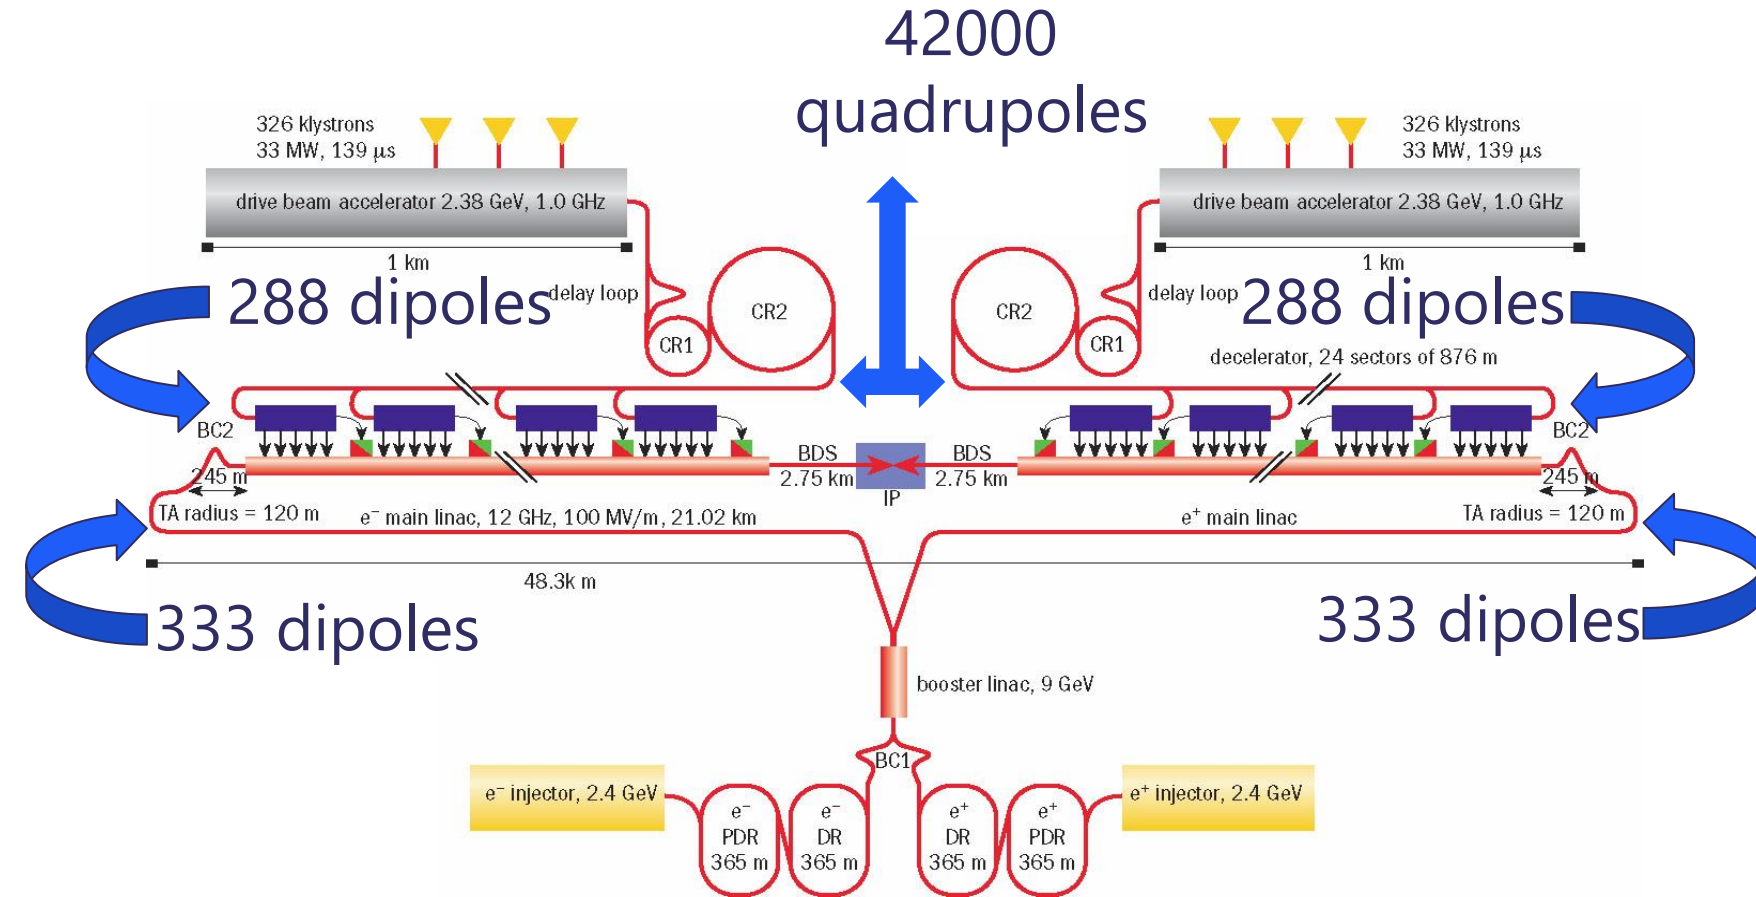 42000
quadrupoles
326 klystrons
33 MW, 139 μs
326 klystrons
33 MW, 139 μs
drive beam accelerator 2.38 GeV, 1.0 GHz
drive beam accelerator 2.38 GeV, 1.0 GHz
1 km
1 km
288 dipoles
delay loop
CR2
CR1
CR2
CR1
delay loop
288 dipoles
decelerator, 24 sectors of 876 m
BC2
BC2
BDS
2.75 km
IP
BDS
2.75 km
245 m
245 m
TA radius = 120 m
e⁻ main linac, 12 GHz, 100 MV/m, 21.02 km
e⁺ main linac
TA radius = 120 m
48.3k m
333 dipoles
333 dipoles
booster linac, 9 GeV
BC1
e⁻ injector, 2.4 GeV
e⁻
PDR
365 m
e⁻
DR
365 m
e⁺
DR
365 m
e⁺
PDR
365 m
e⁺ injector, 2.4 GeV